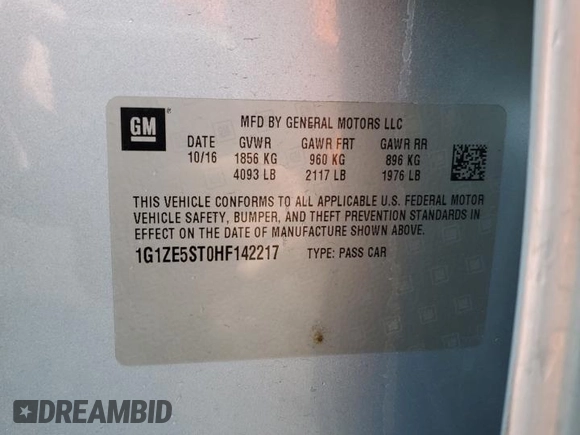 GM
MFD BY GENERAL MOTORS LLC
DATE GVWR GAWR FRT GAWR RR
10/16 1856 KG 960 KG 896 KG
4093 LB 2117 LB 1976 LB
THIS VEHICLE CONFORMS TO ALL APPLICABLE U.S. FEDERAL MOTOR
VEHICLE SAFETY, BUMPER, AND THEFT PREVENTION STANDARDS IN
EFFECT ON THE DATE OF MANUFACTURE SHOWN ABOVE.
1G1ZE5ST0HF142217 TYPE: PASS CAR
DREAMBID